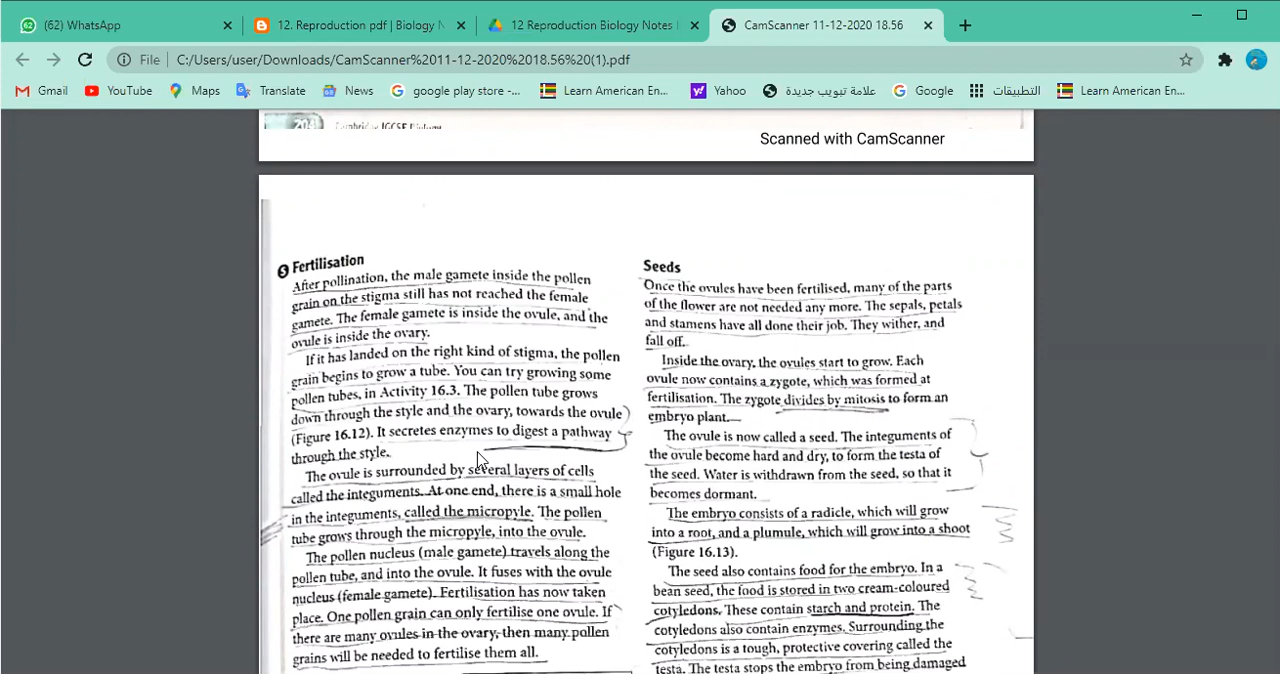 62
(62) WhatsApp
12. Reproduction pdf | Biology N
12 Reproduction Biology Notes
CamScanner 11-12-2020 18.56
File
C:/Users/user/Downloads/CamScanner%2011-12-2020%2018.56%20(1).pdf
Gmail
YouTube
Maps
Translate
News
google play store -...
Learn American En...
Yahoo
علامة تبويب جديدة
Google
التطبيقات
Learn American En...
204
Cambridge IGCSE Biology
Scanned with CamScanner
5 Fertilisation
After pollination, the male gamete inside the pollen
grain on the stigma still has not reached the female
gamete. The female gamete is inside the ovule, and the
ovule is inside the ovary.
If it has landed on the right kind of stigma, the pollen
grain begins to grow a tube. You can try growing some
pollen tubes, in Activity 16.3. The pollen tube grows
down through the style and the ovary, towards the ovule
(Figure 16.12). It secretes enzymes to digest a pathway
through the style.
The ovule is surrounded by several layers of cells
called the integuments. At one end, there is a small hole
in the integuments, called the micropyle. The pollen
tube grows through the micropyle, into the ovule.
The pollen nucleus (male gamete) travels along the
pollen tube, and into the ovule. It fuses with the ovule
nucleus (female gamete). Fertilisation has now taken
place. One pollen grain can only fertilise one ovule. If
there are many ovules in the ovary, then many pollen
grains will be needed to fertilise them all.
Seeds
Once the ovules have been fertilised, many of the parts
of the flower are not needed any more. The sepals, petals
and stamens have all done their job. They wither, and
fall off.
Inside the ovary, the ovules start to grow. Each
ovule now contains a zygote, which was formed at
fertilisation. The zygote divides by mitosis to form an
embryo plant.
The ovule is now called a seed. The integuments of
the ovule become hard and dry, to form the testa of
the seed. Water is withdrawn from the seed, so that it
becomes dormant.
The embryo consists of a radicle, which will grow
into a root, and a plumule, which will grow into a shoot
(Figure 16.13).
The seed also contains food for the embryo. In a
bean seed, the food is stored in two cream-coloured
cotyledons. These contain starch and protein. The
cotyledons also contain enzymes. Surrounding the
cotyledons is a tough, protective covering called the
testa. The testa stops the embryo from being damaged